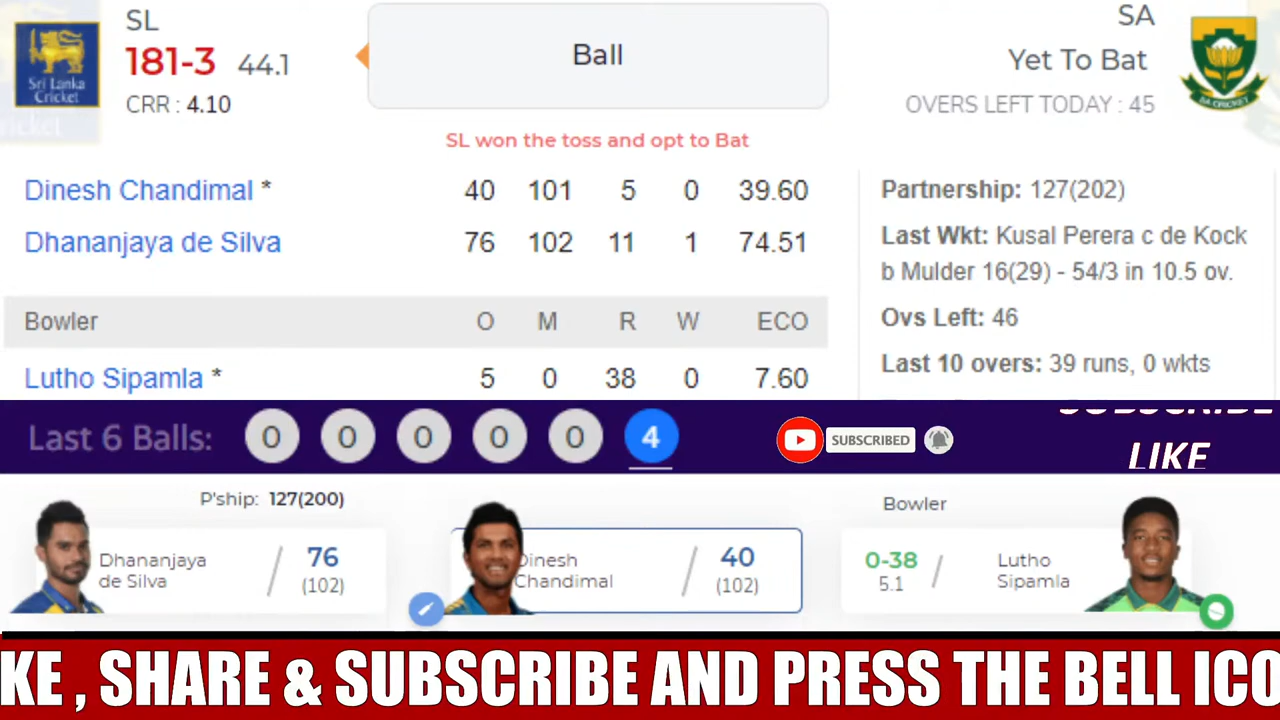 SL
181-3 44.1
CRR : 4.10
Sri Lanka
Cricket
Ball
SA
Yet To Bat
OVERS LEFT TODAY : 45
SA CRICKET
SL won the toss and opt to Bat
Dinesh Chandimal * 40 101 5 0 39.60
Dhananjaya de Silva 76 102 11 1 74.51
Bowler O M R W ECO
Lutho Sipamla * 5 0 38 0 7.60
Partnership: 127(202)
Last Wkt: Kusal Perera c de Kock
b Mulder 16(29) - 54/3 in 10.5 ov.
Ovs Left: 46
Last 10 overs: 39 runs, 0 wkts
Last 6 Balls: 0 0 0 0 0 4
SUBSCRIBED
SUBSCRIBE
LIKE
P'ship: 127(200)
Dhananjaya
de Silva
76
(102)
Dinesh
Chandimal
40
(102)
Bowler
0-38
5.1
Lutho
Sipamla
KE , SHARE & SUBSCRIBE AND PRESS THE BELL ICO